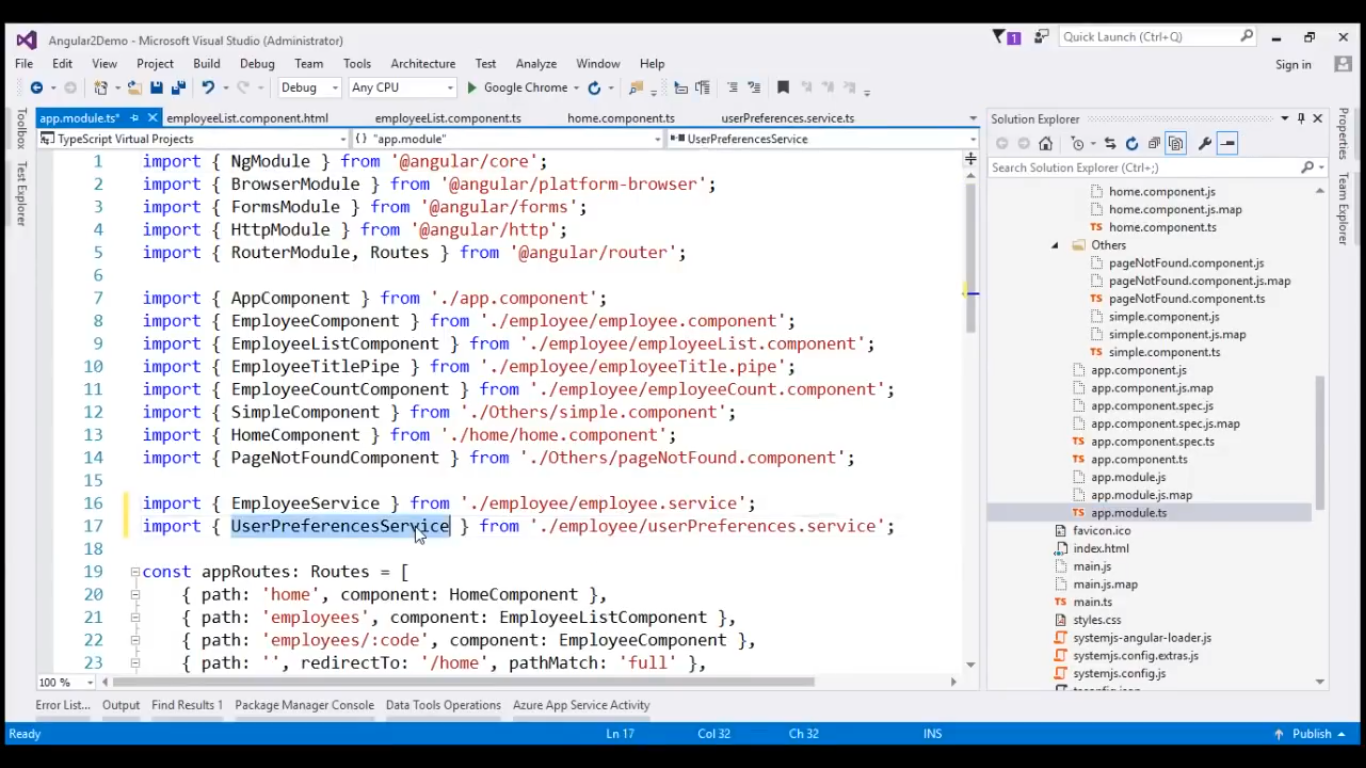 Angular2Demo - Microsoft Visual Studio (Administrator)
1
Quick Launch (Ctrl+Q)
File Edit View Project Build Debug Team Tools Architecture Test Analyze Window Help
Sign in
Debug Any CPU Google Chrome
app.module.ts* employeeList.component.html employeeList.component.ts home.component.ts userPreferences.service.ts
TypeScript Virtual Projects {} "app.module" UserPreferencesService
Toolbox
Test Explorer
1 import { NgModule } from '@angular/core';
2 import { BrowserModule } from '@angular/platform-browser';
3 import { FormsModule } from '@angular/forms';
4 import { HttpModule } from '@angular/http';
5 import { RouterModule, Routes } from '@angular/router';
6
7 import { AppComponent } from './app.component';
8 import { EmployeeComponent } from './employee/employee.component';
9 import { EmployeeListComponent } from './employee/employeeList.component';
10 import { EmployeeTitlePipe } from './employee/employeeTitle.pipe';
11 import { EmployeeCountComponent } from './employee/employeeCount.component';
12 import { SimpleComponent } from './Others/simple.component';
13 import { HomeComponent } from './home/home.component';
14 import { PageNotFoundComponent } from './Others/pageNotFound.component';
15
16 import { EmployeeService } from './employee/employee.service';
17 import { UserPreferencesService } from './employee/userPreferences.service';
18
19 const appRoutes: Routes = [
20 { path: 'home', component: HomeComponent },
21 { path: 'employees', component: EmployeeListComponent },
22 { path: 'employees/:code', component: EmployeeComponent },
23 { path: '', redirectTo: '/home', pathMatch: 'full' },
100 %
Solution Explorer
Search Solution Explorer (Ctrl+;)
home.component.js
home.component.js.map
TS home.component.ts
Others
pageNotFound.component.js
pageNotFound.component.js.map
TS pageNotFound.component.ts
simple.component.js
simple.component.js.map
TS simple.component.ts
app.component.js
app.component.js.map
app.component.spec.js
app.component.spec.js.map
TS app.component.spec.ts
TS app.component.ts
app.module.js
app.module.js.map
TS app.module.ts
favicon.ico
index.html
main.js
main.js.map
TS main.ts
styles.css
systemjs-angular-loader.js
systemjs.config.extras.js
systemjs.config.js
Properties
Team Explorer
Error List... Output Find Results 1 Package Manager Console Data Tools Operations Azure App Service Activity
Ready Ln 17 Col 32 Ch 32 INS Publish